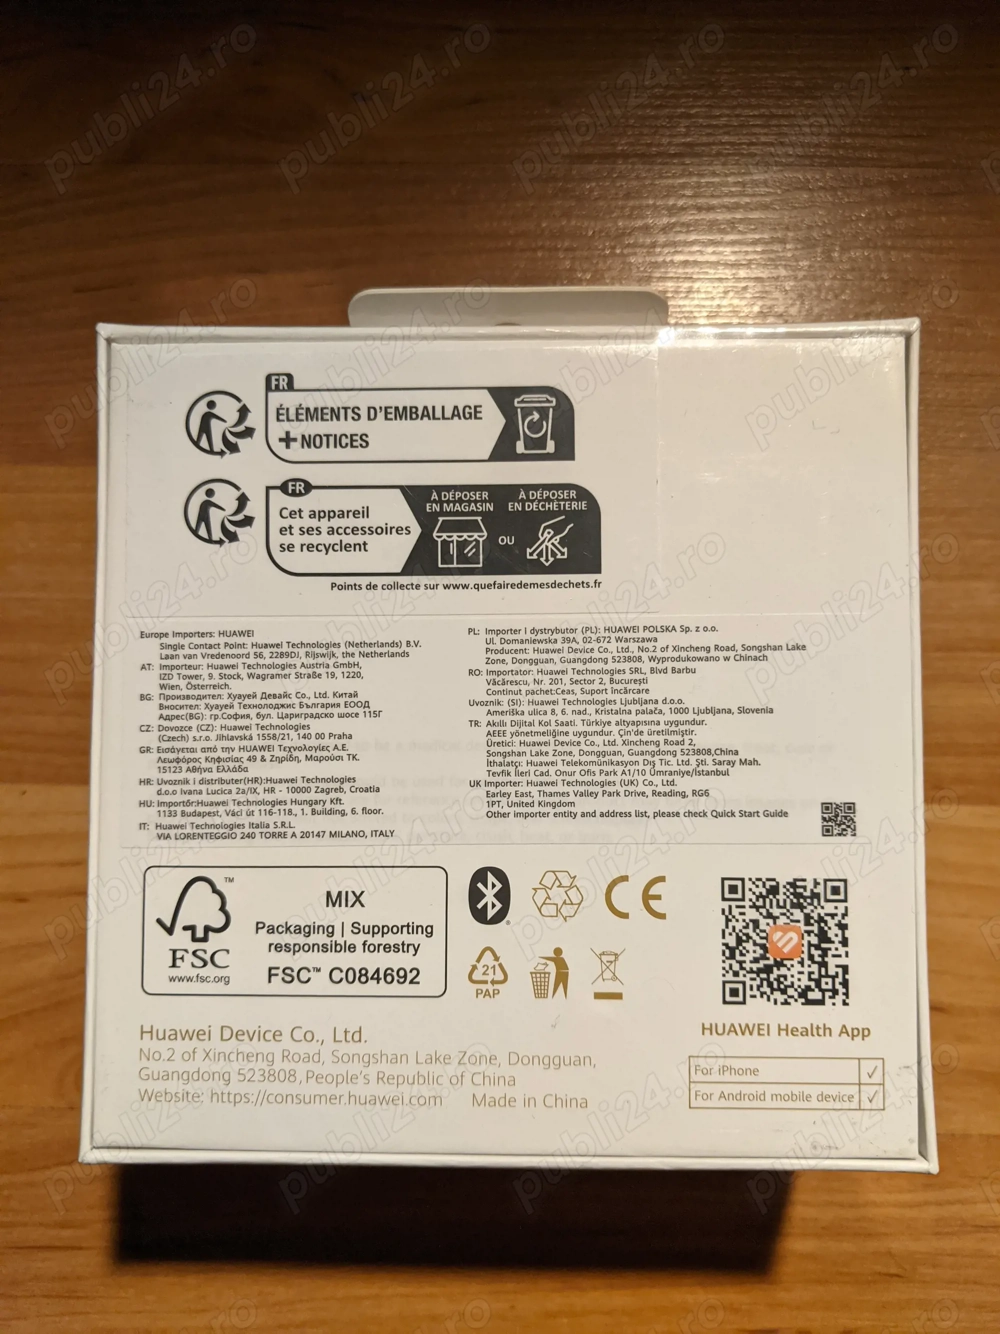 FR
ÉLÉMENTS D'EMBALLAGE
+ NOTICES
FR
Cet appareil
et ses accessoires
se recyclent
À DÉPOSER
EN MAGASIN
OU
À DÉPOSER
EN DÉCHÈTERIE
Points de collecte sur www.quefairedemesdechets.fr
Europe Importers: HUAWEI
Single Contact Point: Huawei Technologies (Netherlands) B.V.
Laan van Vredenoord 56, 2289DJ, Rijswijk, the Netherlands
AT: Importeur: Huawei Technologies Austria GmbH,
IZD Tower, 9. Stock, Wagramer Straße 19, 1220,
Wien, Österreich.
BG: Производител: Хуауей Девайс Со., Ltd. Китай
Вносител: Хуауей Технолоджис България ЕООД
Адрес(BG): гр.София, бул. Цариградско шосе 115Г
CZ: Dovozce (CZ): Huawei Technologies
(Czech) s.r.o. Jihlavská 1558/21, 140 00 Praha
GR: Εισάγεται από την HUAWEI Τεχνολογίες Α.Ε.
Λεωφόρος Κηφισίας 49 & Ζηρίδη, Μαρούσι ΤΚ.
15123 Αθήνα Ελλάδα
HR: Uvoznik i distributer(HR):Huawei Technologies
d.o.o Ivana Lucica 2a/IX, HR - 10000 Zagreb, Croatia
HU: Importőr:Huawei Technologies Hungary Kft.
1133 Budapest, Váci út 116-118., 1. Building, 6. floor.
IT: Huawei Technologies Italia S.R.L.
VIA LORENTEGGIO 240 TORRE A 20147 MILANO, ITALY
PL: Importer i dystrybutor (PL): HUAWEI POLSKA Sp. z o.o.
Ul. Domaniewska 39A, 02-672 Warszawa
Producent: Huawei Device Co., Ltd., No.2 of Xincheng Road, Songshan Lake
Zone, Dongguan, Guangdong 523808, Wyprodukowano w Chinach
RO: Importator: Huawei Technologies SRL, Blvd Barbu
Văcărescu, Nr. 201, Sector 2, București
Continut pachet:Ceas, Suport încărcare
Uvoznik: (SI): Huawei Technologies Ljubljana d.o.o.
Ameriška ulica 8, 6. nad., Kristalna palača, 1000 Ljubljana, Slovenia
TR: Akıllı Dijital Kol Saati. Türkiye altyapısına uygundur.
AEEE yönetmeliğine uygundur. Çin'de üretilmiştir.
Üretici: Huawei Device Co., Ltd. Xincheng Road 2,
Songshan Lake Zone, Dongguan, Guangdong 523808,China
İthalatçı: Huawei Telekomünikasyon Dış Tic. Ltd. Şti. Saray Mah.
Tevfik İleri Cad. Onur Ofis Park A1/10 Ümraniye/İstanbul
UK Importer: Huawei Technologies (UK) Co., Ltd.
Earley East, Thames Valley Park Drive, Reading, RG6
1PT, United Kingdom
Other importer entity and address list, please check Quick Start Guide
FSC
www.fsc.org
MIX
Packaging | Supporting
responsible forestry
FSC™ C084692
CE
21
PAP
Huawei Device Co., Ltd.
No.2 of Xincheng Road, Songshan Lake Zone, Dongguan,
Guangdong 523808, People's Republic of China
Website: https://consumer.huawei.com Made in China
HUAWEI Health App
For iPhone ✓
For Android mobile device ✓
publi24.ro